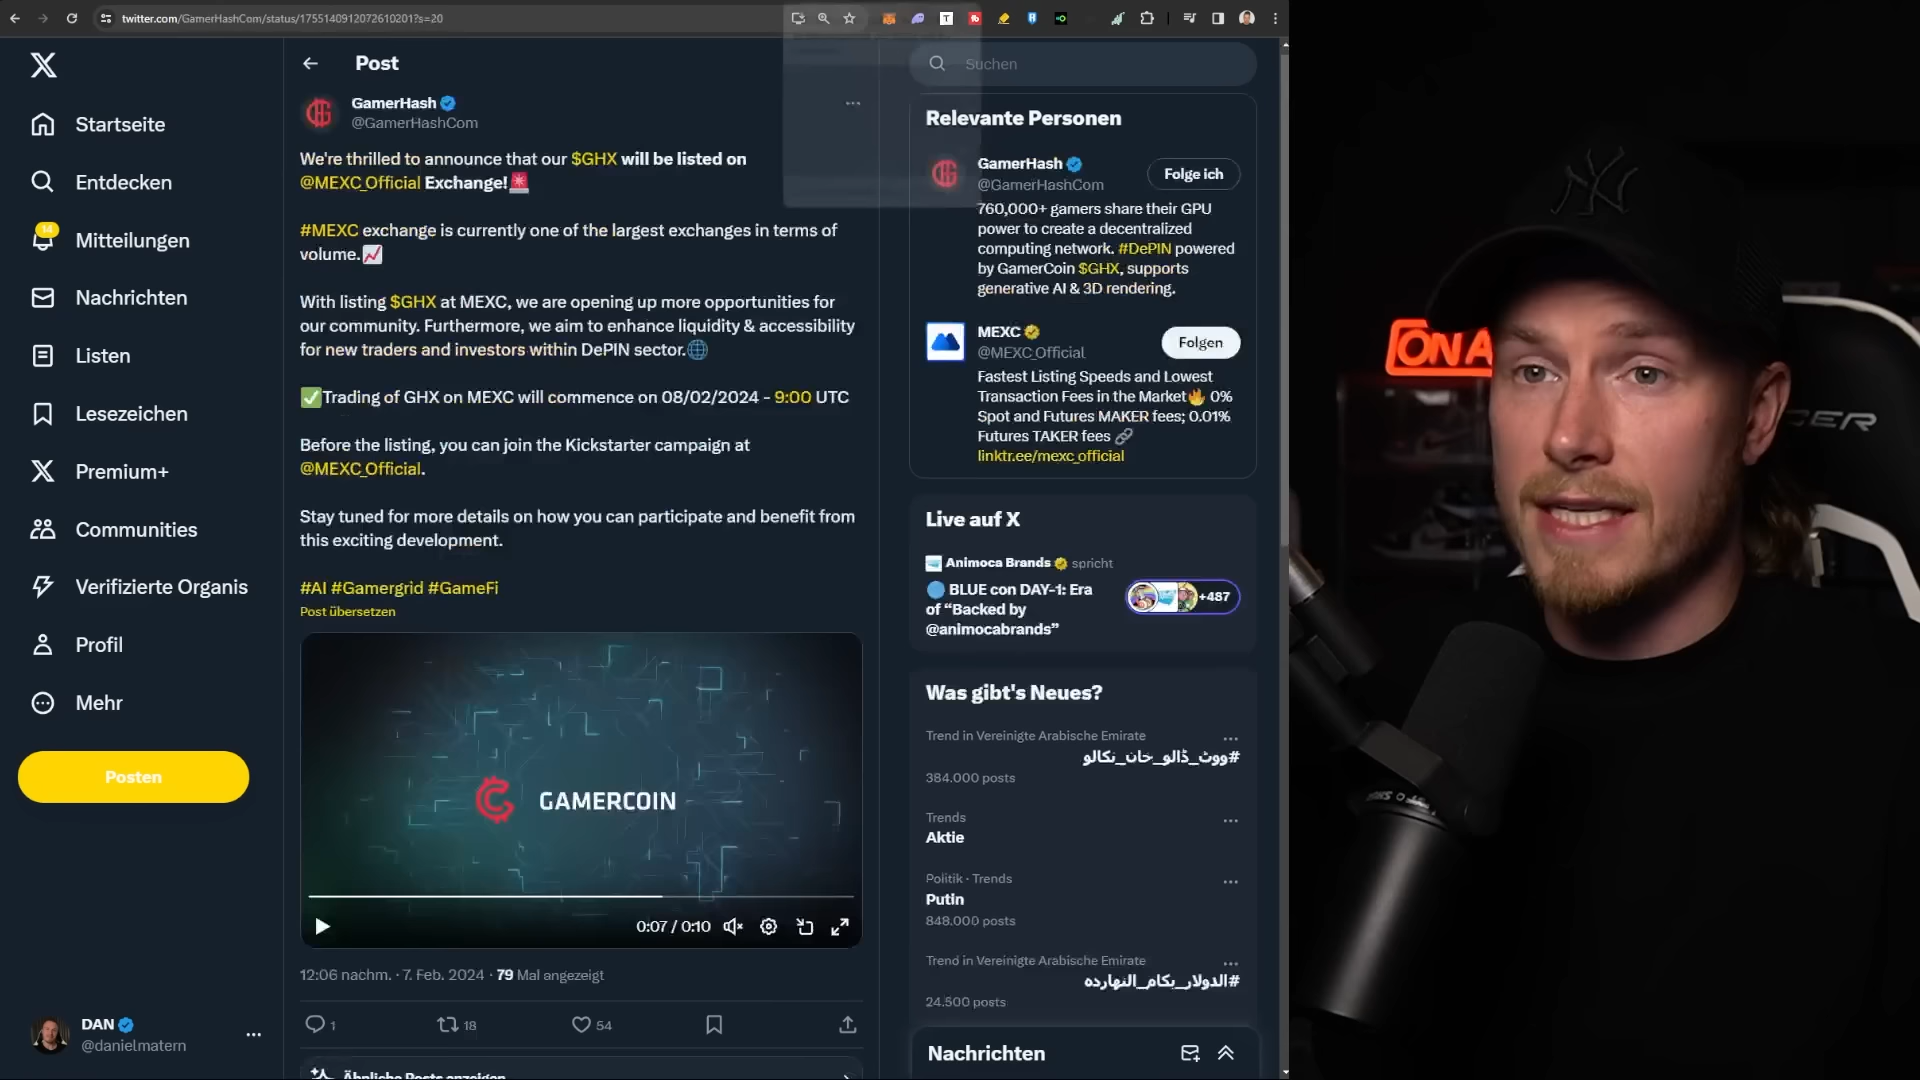 twitter.com/GamerHashCom/status/1755140912072610201?s=20
Post
Suchen
Startseite
Entdecken
14
Mitteilungen
Nachrichten
Listen
Lesezeichen
Premium+
Communities
Verifizierte Organis
Profil
Mehr
Posten
DAN
@danielmatern
GamerHash
@GamerHashCom
We're thrilled to announce that our $GHX will be listed on
@MEXC_Official Exchange!🚨
#MEXC exchange is currently one of the largest exchanges in terms of
volume.📈
With listing $GHX at MEXC, we are opening up more opportunities for
our community. Furthermore, we aim to enhance liquidity & accessibility
for new traders and investors within DePIN sector.🌐
✅Trading of GHX on MEXC will commence on 08/02/2024 - 9:00 UTC
Before the listing, you can join the Kickstarter campaign at
@MEXC_Official.
Stay tuned for more details on how you can participate and benefit from
this exciting development.
#AI #Gamergrid #GameFi
Post übersetzen
GAMERCOIN
0:07 / 0:10
12:06 nachm. · 7. Feb. 2024 · 79 Mal angezeigt
1
18
54
Ähnliche Posts anzeigen
Relevante Personen
GamerHash
@GamerHashCom
Folge ich
760,000+ gamers share their GPU
power to create a decentralized
computing network. #DePIN powered
by GamerCoin $GHX, supports
generative AI & 3D rendering.
MEXC
@MEXC_Official
Folgen
Fastest Listing Speeds and Lowest
Transaction Fees in the Market🔥 0%
Spot and Futures MAKER fees; 0.01%
Futures TAKER fees 🔗
linktr.ee/mexc_official
Live auf X
Animoca Brands spricht
🔵 BLUE con DAY-1: Era
of “Backed by
@animocabrands”
+487
Was gibt's Neues?
Trend in Vereinigte Arabische Emirate
#ووٹ_ڈالو_خان_نکالو
384.000 posts
Trends
Aktie
Politik · Trends
Putin
848.000 posts
Trend in Vereinigte Arabische Emirate
#الدولار_بكام_النهارده
24.500 posts
Nachrichten
NY
ON A